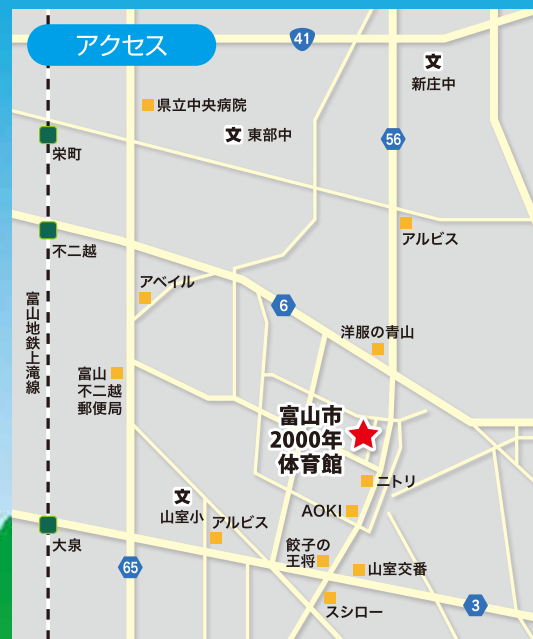 アクセス
41
新庄中
県立中央病院
東部中
56
栄町
アルビス
不二越
アベイル
6
富山地鉄上滝線
洋服の青山
富山
不二越
郵便局
富山市
2000年
体育館
ニトリ
AOKI
山室小
アルビス
大泉
餃子の
王将
山室交番
65
スシロー
3